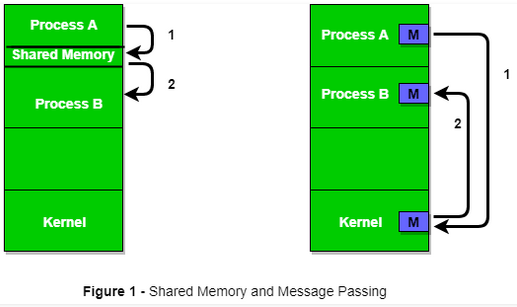 Process A
Shared Memory
Process B
Kernel
1
2
Process A M
Process B M
Kernel M
1
2
Figure 1 - Shared Memory and Message Passing